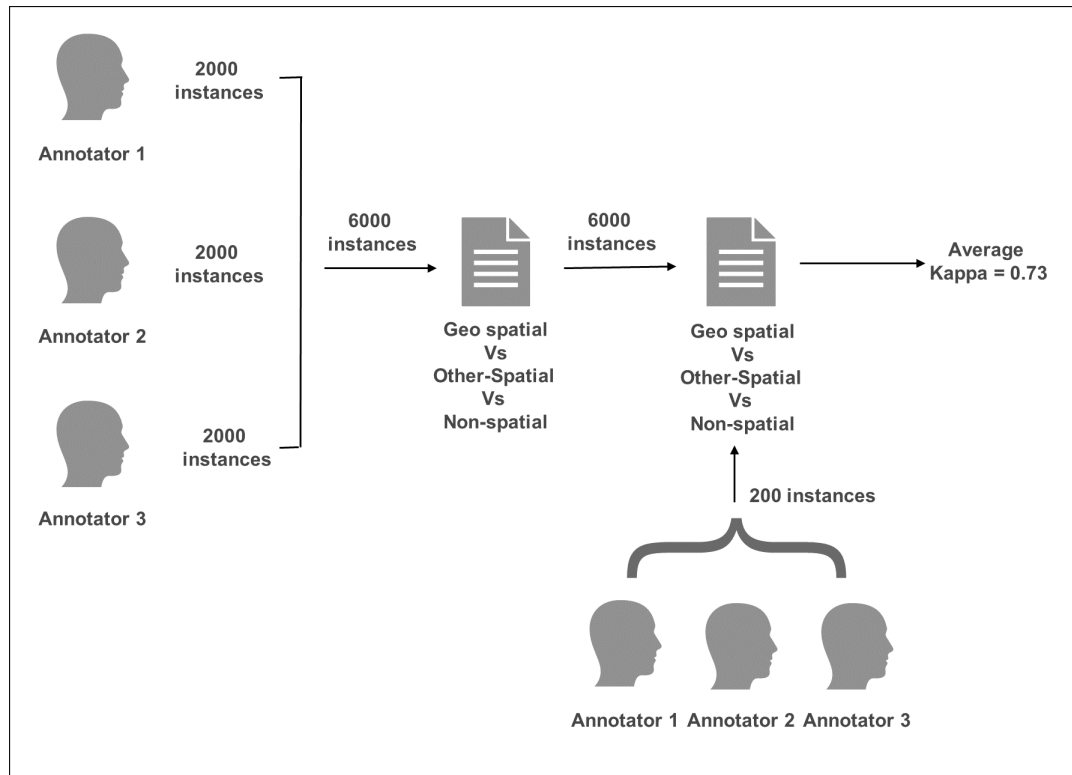 2000
instances
Annotator 1
2000
instances
Annotator 2
2000
instances
Annotator 3
6000
instances
Geo spatial
Vs
Other-Spatial
Vs
Non-spatial
6000
instances
Geo spatial
Vs
Other-Spatial
Vs
Non-spatial
Average
Kappa = 0.73
200 instances
Annotator 1
Annotator 2
Annotator 3